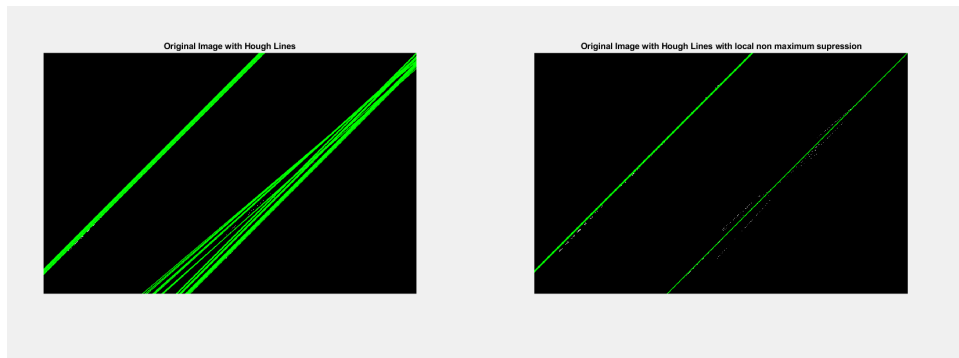 Original Image with Hough Lines
Original Image with Hough Lines with local non maximum supression